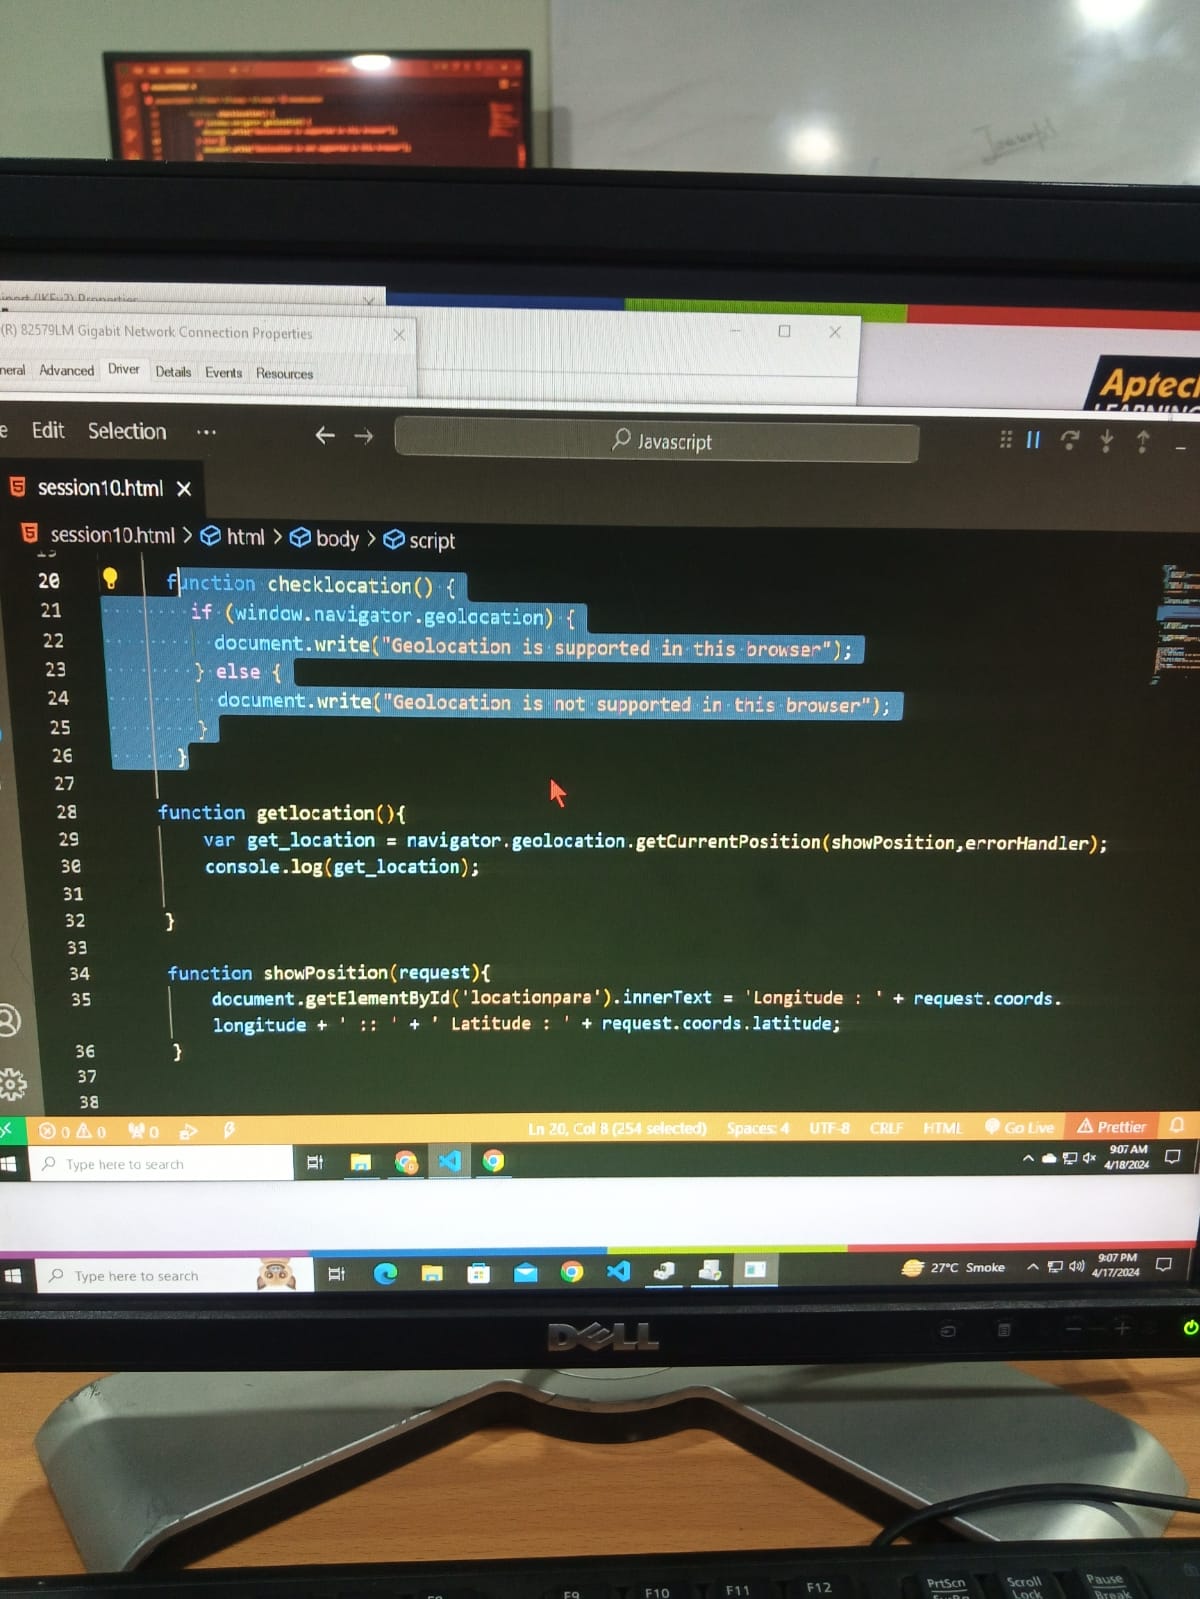 (R) 82579LM Gigabit Network Connection Properties
Advanced Driver Details Events Resources
Aptech
Edit Selection ···
Javascript
session10.html
session10.html > html > body > script
20 function checklocation() {
21 if (window.navigator.geolocation) {
22 document.write("Geolocation is supported in this browser");
23 } else {
24 document.write("Geolocation is not supported in this browser");
25 }
26 }
27
28 function getlocation(){
29 var get_location = navigator.geolocation.getCurrentPosition(showPosition,errorHandler);
30 console.log(get_location);
31
32 }
33
34 function showPosition(request){
35 document.getElementById('locationpara').innerText = 'Longitude : ' + request.coords.
longitude + ' :: ' + ' Latitude : ' + request.coords.latitude;
36 }
37
38
0 0 0 Ln 20, Col 8 (254 selected) Spaces: 4 UTF-8 CRLF HTML Go Live Prettier
Type here to search 9:07 AM
4/18/2024
Type here to search 27°C Smoke 9:07 PM
4/17/2024
DELL
F9 F10 F11 F12 PrtScn Scroll Lock Pause Break